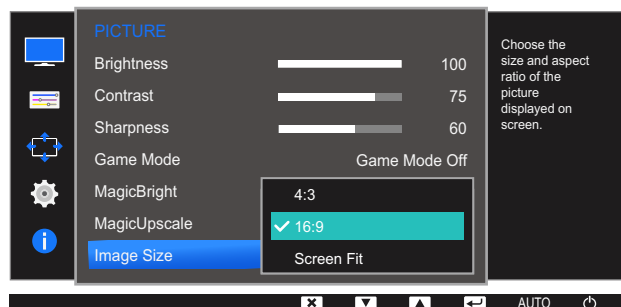 PICTURE
Brightness 100
Contrast 75
Sharpness 60
Game Mode Game Mode Off
MagicBright
MagicUpscale
Image Size
4:3
16:9
Screen Fit
Choose the
size and aspect
ratio of the
picture
displayed on
screen.
AUTO